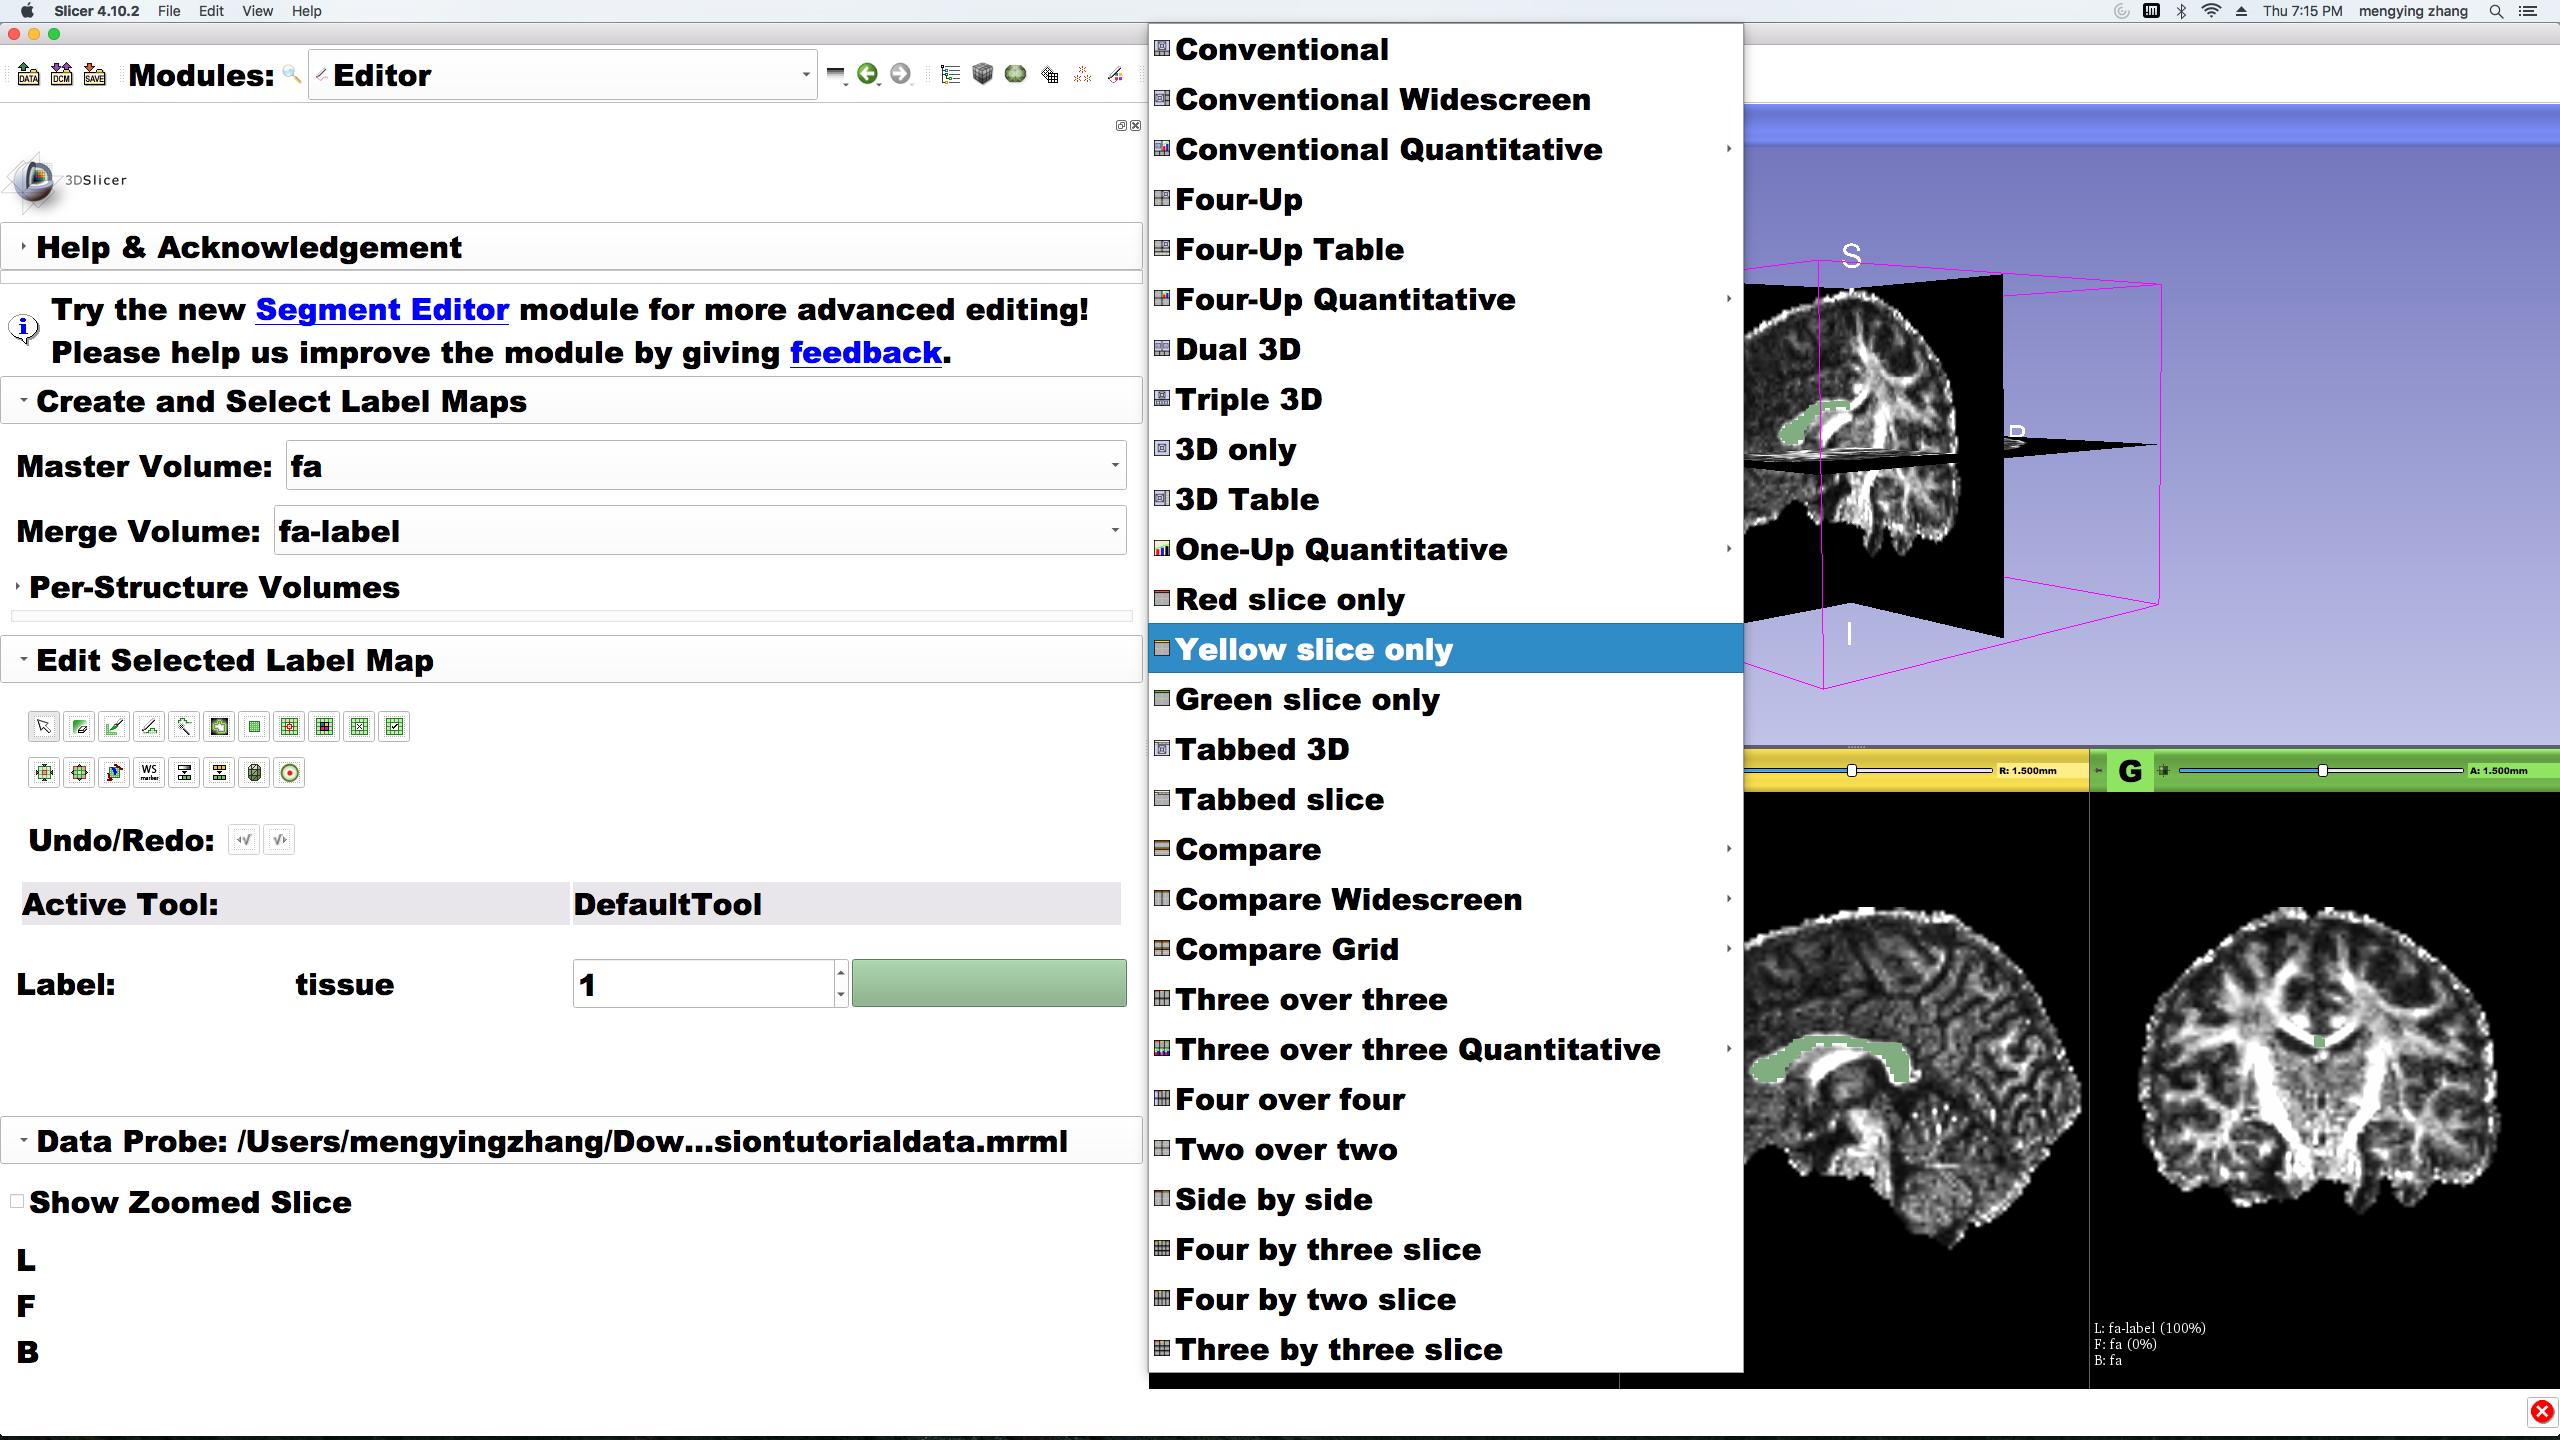 Slicer 4.10.2 File Edit View Help
Thu 7:15 PM mengying zhang
DATA DCM SAVE Modules: Editor
3DSlicer
Help & Acknowledgement
Try the new Segment Editor module for more advanced editing!
Please help us improve the module by giving feedback.
Create and Select Label Maps
Master Volume: fa
Merge Volume: fa-label
Per-Structure Volumes
Edit Selected Label Map
WS
marker
Undo/Redo:
Active Tool: DefaultTool
Label: tissue 1
Data Probe: /Users/mengyingzhang/Dow...siontutorialdata.mrml
Show Zoomed Slice
L
F
B
Conventional
Conventional Widescreen
Conventional Quantitative
Four-Up
Four-Up Table
Four-Up Quantitative
Dual 3D
Triple 3D
3D only
3D Table
One-Up Quantitative
Red slice only
Yellow slice only
Green slice only
Tabbed 3D
Tabbed slice
Compare
Compare Widescreen
Compare Grid
Three over three
Three over three Quantitative
Four over four
Two over two
Side by side
Four by three slice
Four by two slice
Three by three slice
S
I
R: 1.500mm
G
A: 1.500mm
L: fa-label (100%)
F: fa (0%)
B: fa